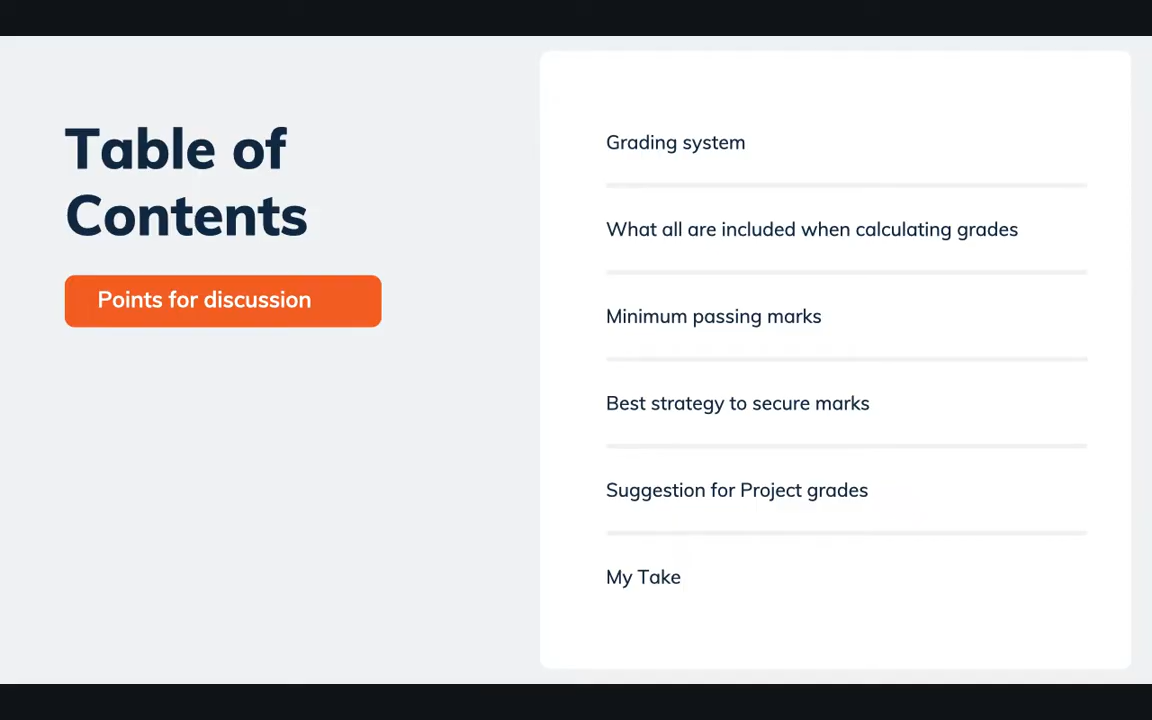 Table of
Contents
Points for discussion
Grading system
What all are included when calculating grades
Minimum passing marks
Best strategy to secure marks
Suggestion for Project grades
My Take